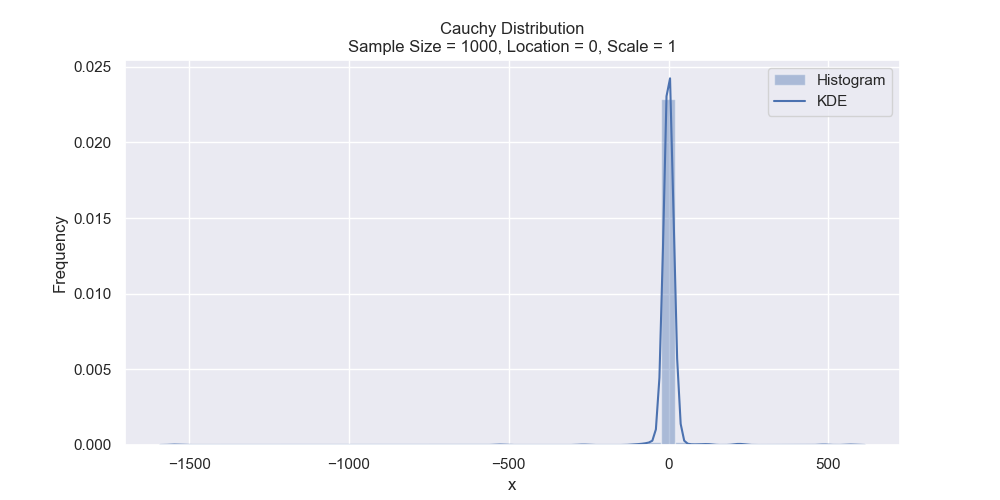 Cauchy Distribution
Sample Size = 1000, Location = 0, Scale = 1
Histogram
KDE
Frequency
0.025
0.020
0.015
0.010
0.005
0.000
−1500
−1000
−500
0
500
x